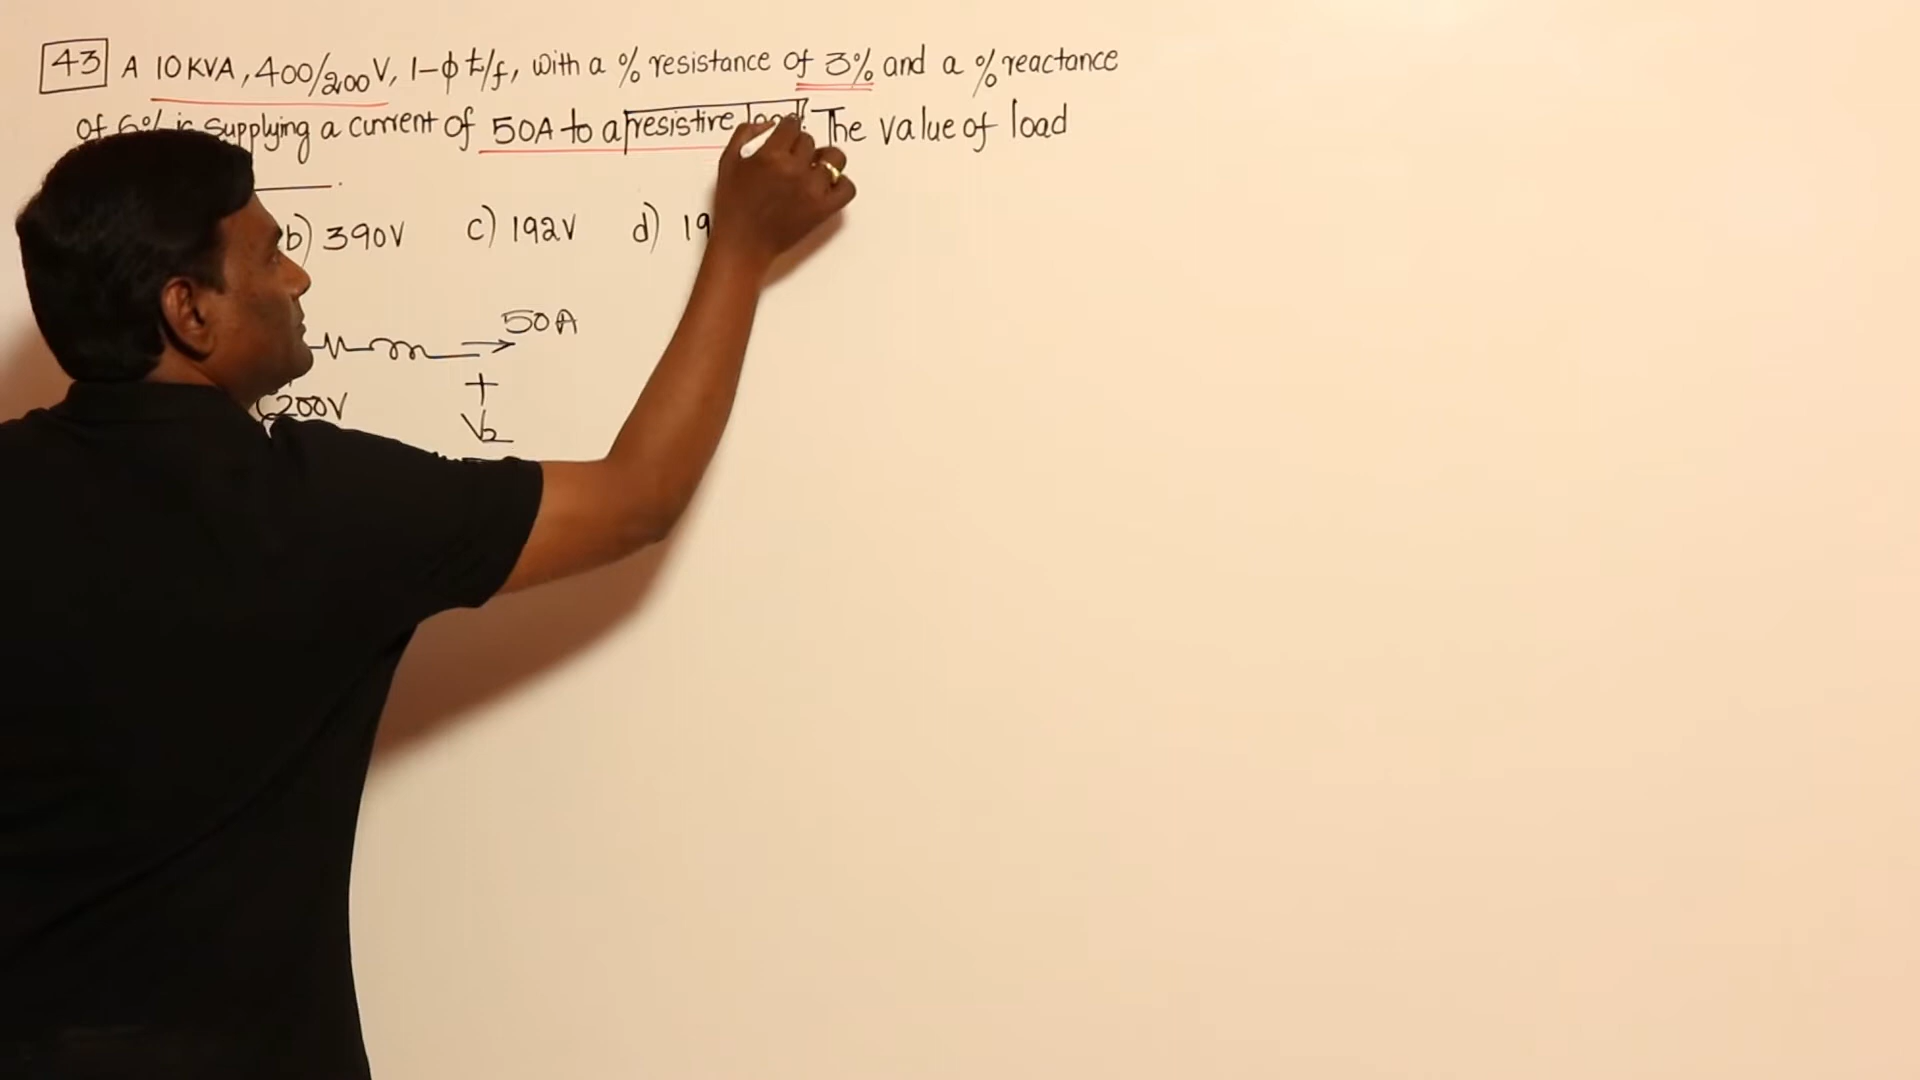 43 A 10KVA, 400/200V, 1-ϕ t/f, with a % resistance of 3% and a % reactance
of 6% is supplying a current of 50A to a resistive load. The value of load
b) 390V c) 192V d) 19
50A
+
200V
V2